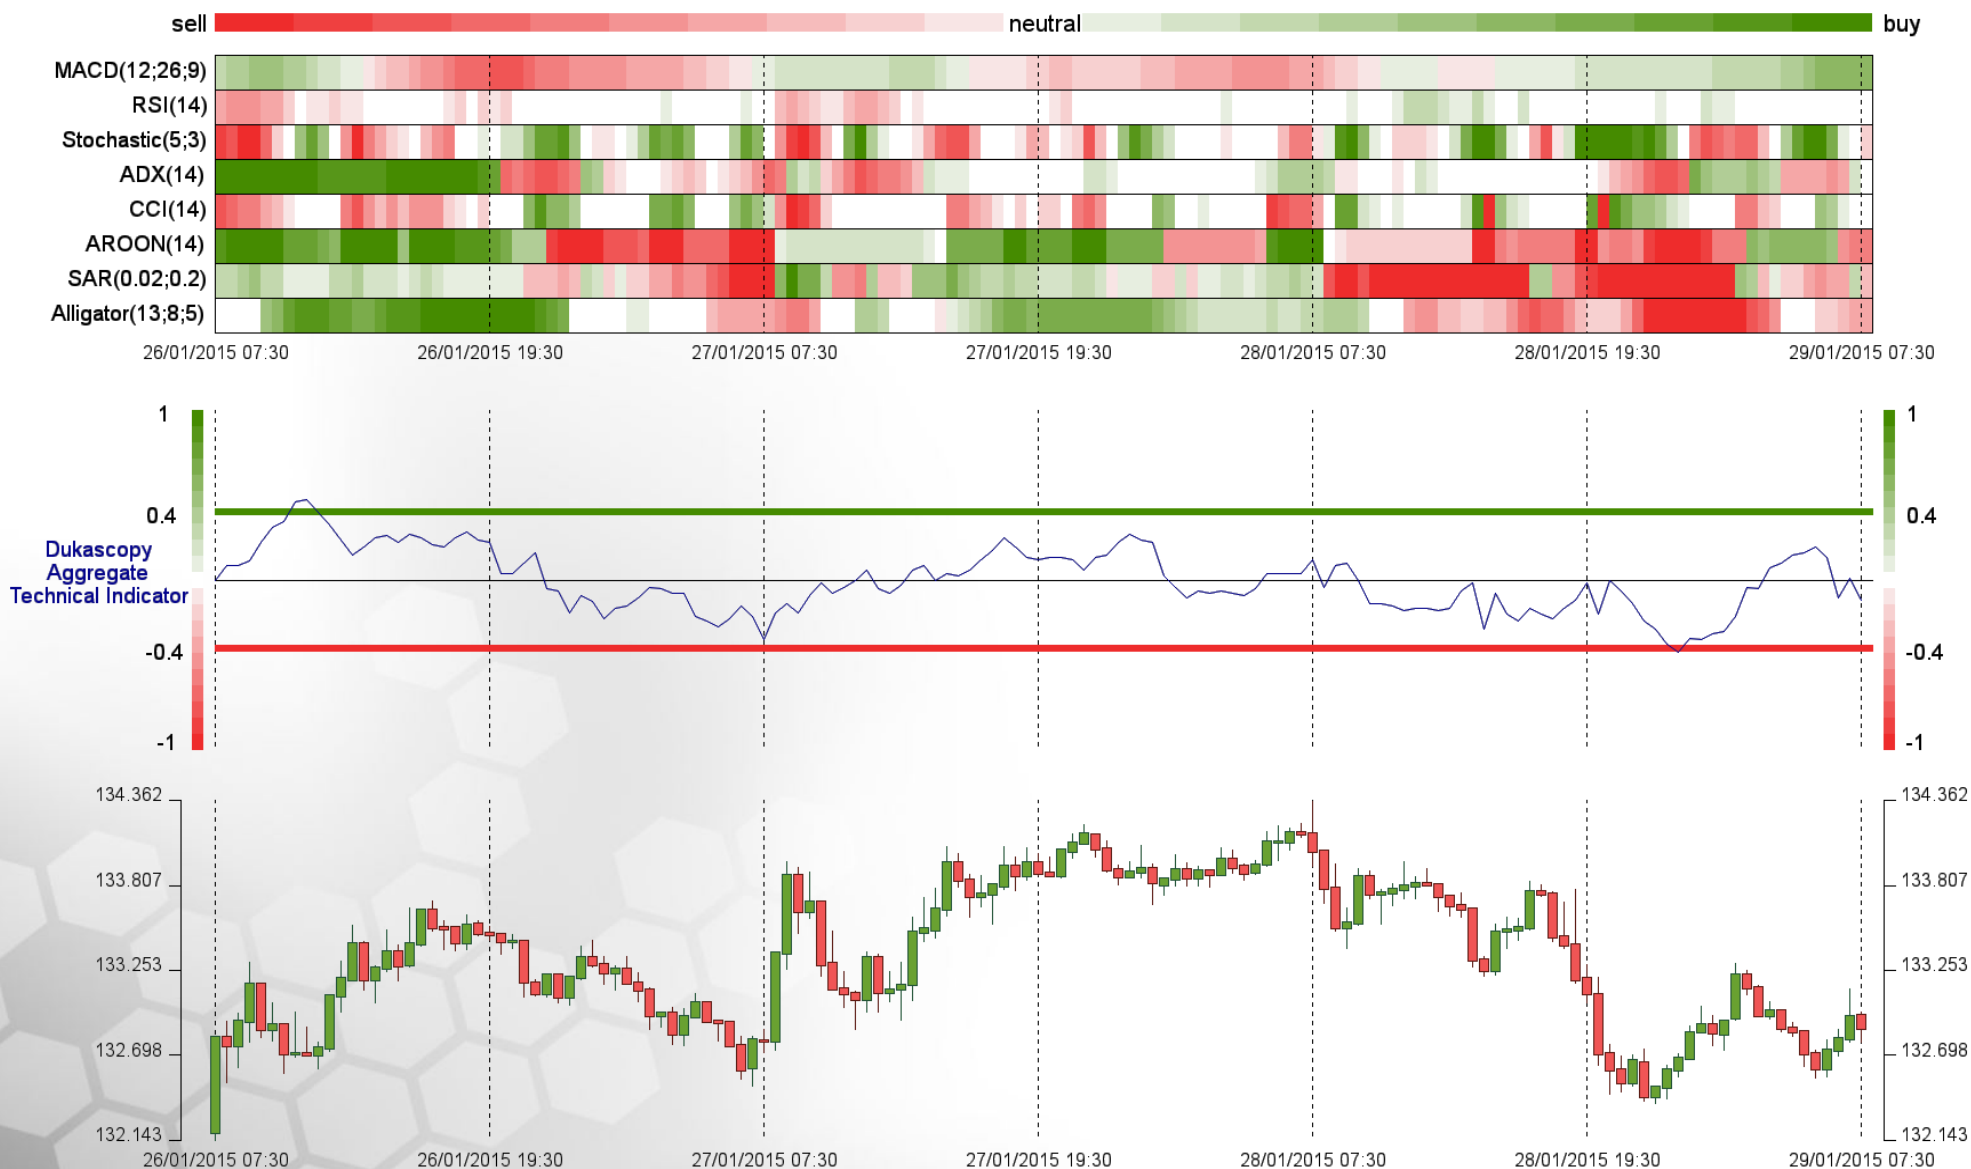 sell neutral buy
MACD(12;26;9)
RSI(14)
Stochastic(5;3)
ADX(14)
CCI(14)
AROON(14)
SAR(0.02;0.2)
Alligator(13;8;5)
26/01/2015 07:30 26/01/2015 19:30 27/01/2015 07:30 27/01/2015 19:30 28/01/2015 07:30 28/01/2015 19:30 29/01/2015 07:30
1 1
0.4 0.4
Dukascopy
Aggregate
Technical Indicator
-0.4 -0.4
-1 -1
134.362 134.362
133.807 133.807
133.253 133.253
132.698 132.698
132.143 132.143
26/01/2015 07:30 26/01/2015 19:30 27/01/2015 07:30 27/01/2015 19:30 28/01/2015 07:30 28/01/2015 19:30 29/01/2015 07:30